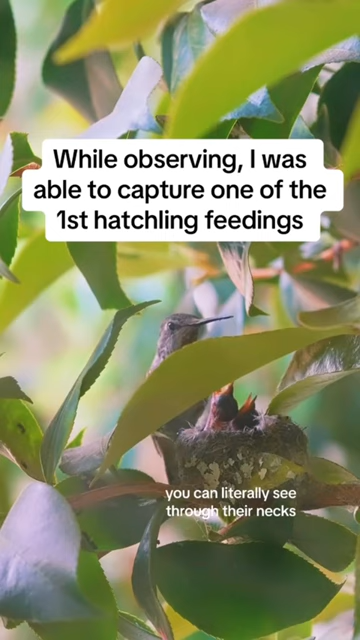 While observing, I was
able to capture one of the
1st hatchling feedings
you can literally see
through their necks